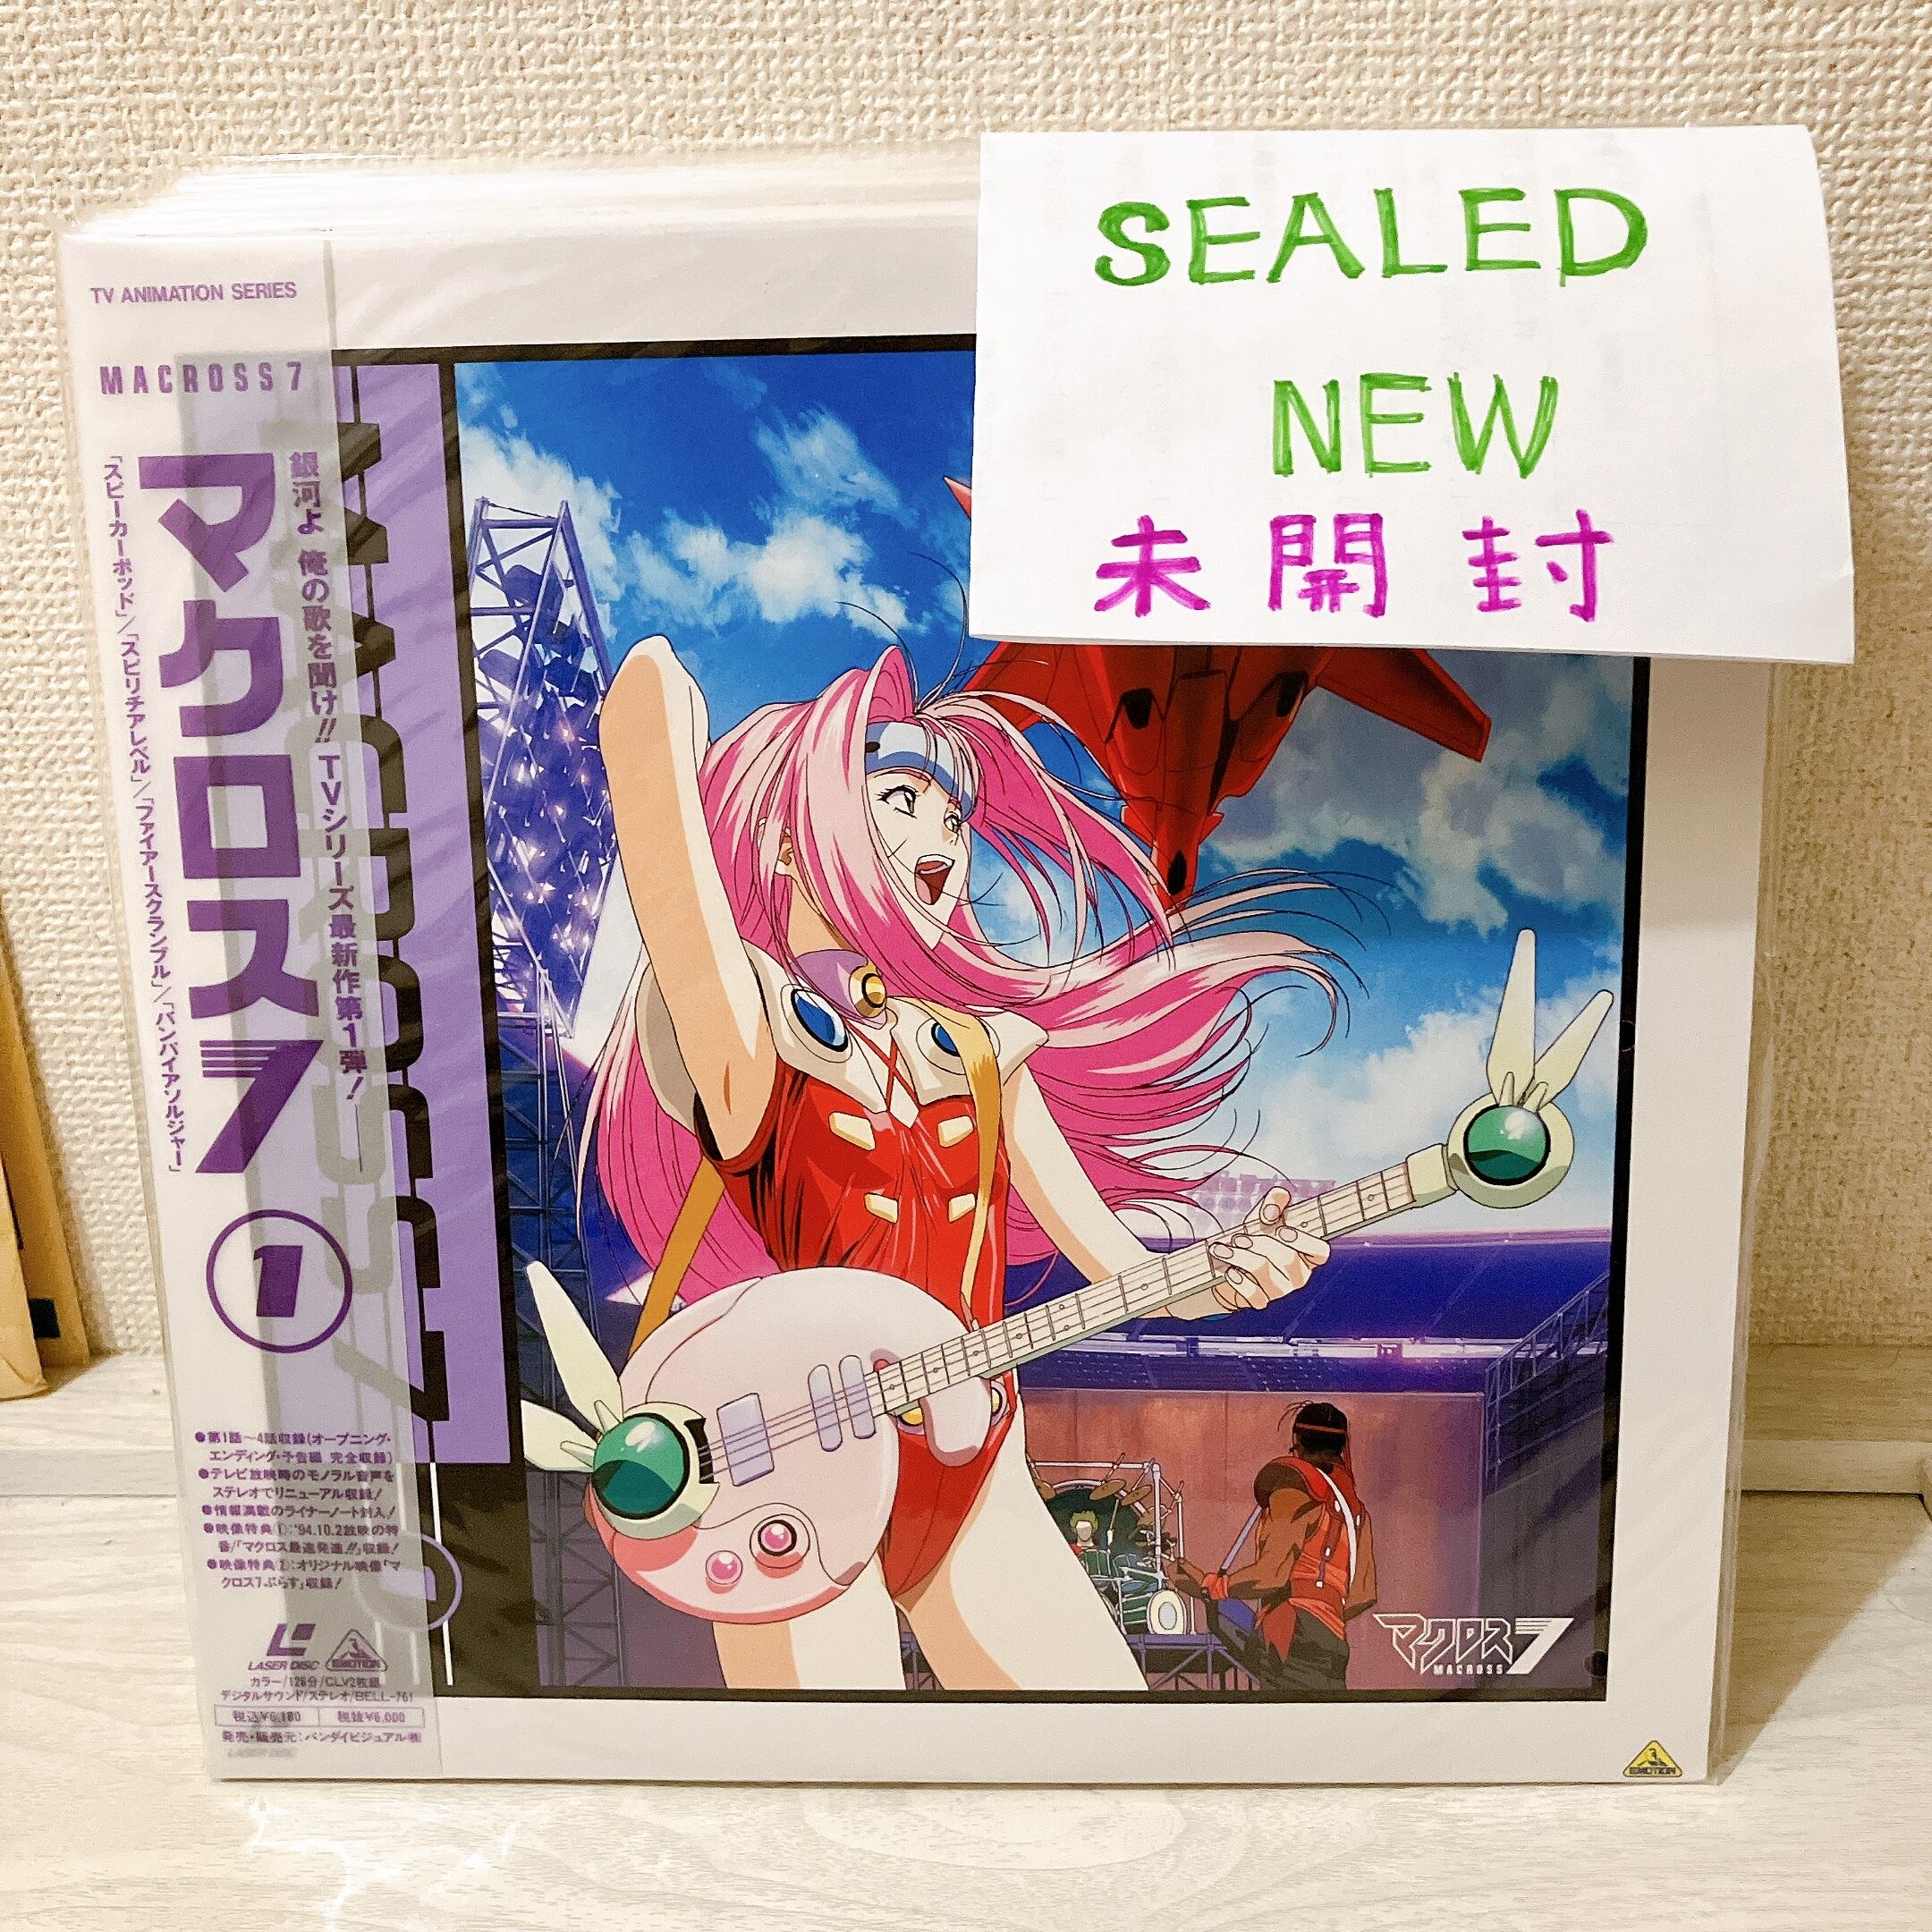 SEALED
NEW
未開封
TV ANIMATION SERIES
MACROSS 7
マクロス7
銀河よ 俺の歌を聞け!! TVシリーズ最新作第1弾!
「スピーカーポッド」/「スピリチアレベル」/「ファイアースクランブル」/「バンパイアソルジャー」
1
●第1話〜4話収録(オープニング・
エンディング・予告編 完全収録)
●テレビ放映時のモノラル音声を
ステレオでリニューアル収録!
●情報満載のライナーノート封入!
●映像特典①:'94.10.2放映の特
番/「マクロス最速発進!!」収録!
●映像特典②:オリジナル映像「マ
クロス7ぷらす」収録!
LASER DISC
EMOTION
カラー/126分/CLV2枚組
デジタルサウンド/ステレオ/BELL-761
税込¥6,180 税抜¥6,000
発売・販売元:バンダイビジュアル㈱
マクロス7
MACROSS
EMOTION